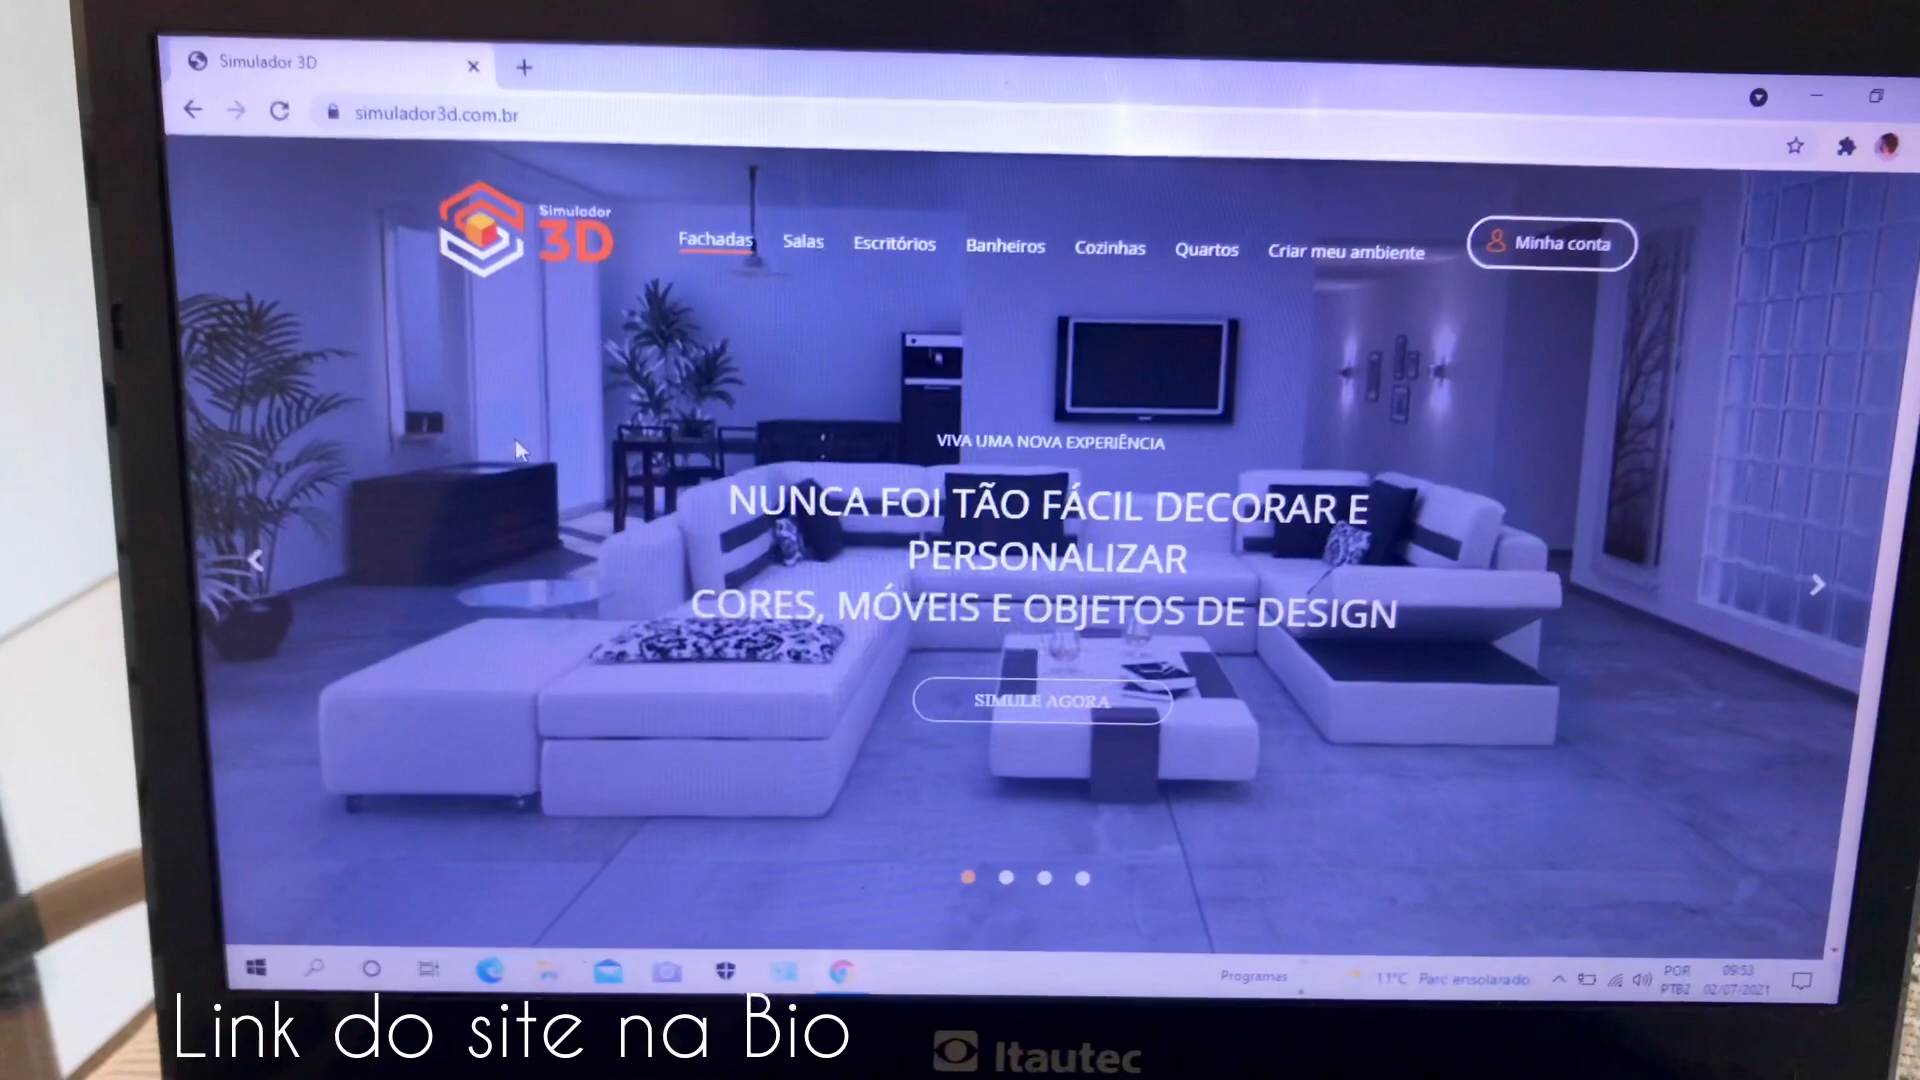 Simulador 3D
simulador3d.com.br
Simulador
3D
Fachadas Salas Escritórios Banheiros Cozinhas Quartos Criar meu ambiente Minha conta
VIVA UMA NOVA EXPERIÊNCIA
NUNCA FOI TÃO FÁCIL DECORAR E
PERSONALIZAR
CORES, MÓVEIS E OBJETOS DE DESIGN
SIMULE AGORA
Programas 11°C Parc ensolarado POR 09:53
PTB2 02/07/2021
Link do site na Bio
Itautec